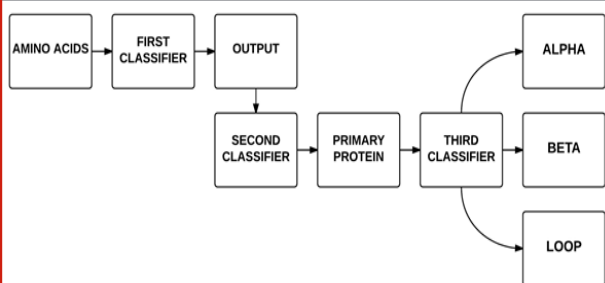 AMINO ACIDS
FIRST
CLASSIFIER
OUTPUT
SECOND
CLASSIFIER
PRIMARY
PROTEIN
THIRD
CLASSIFIER
ALPHA
BETA
LOOP